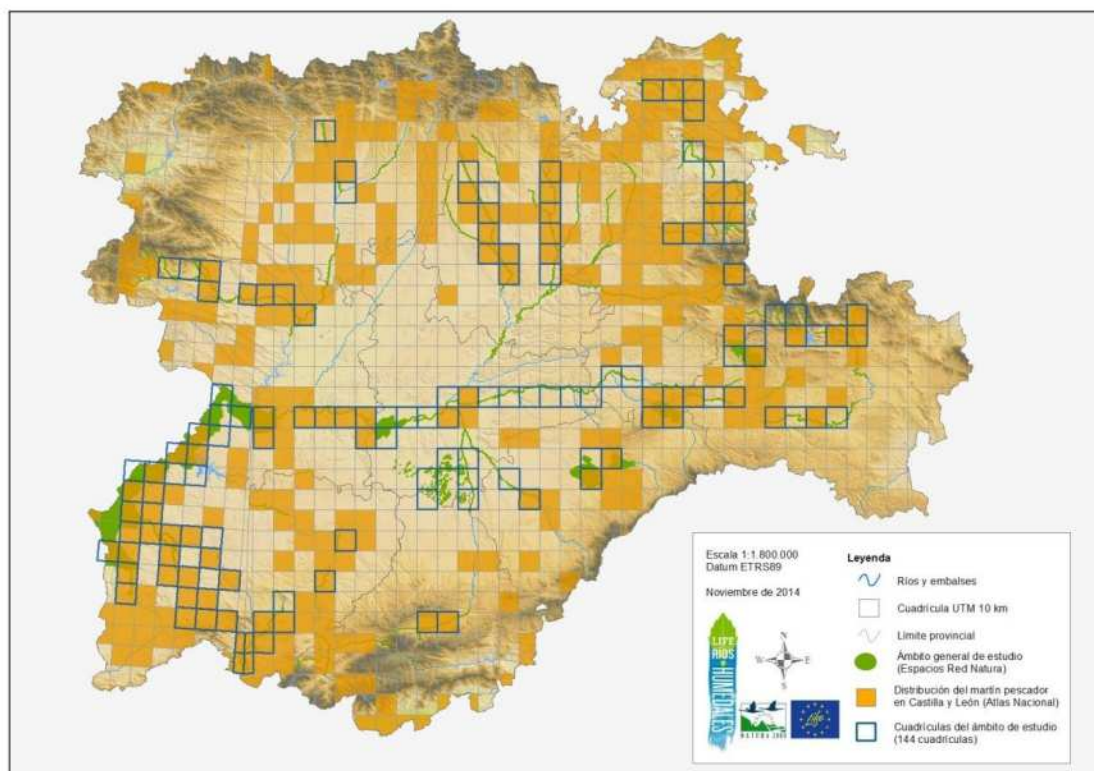 Escala 1:1.800.000
Datum ETRS89
Noviembre de 2014
LIFE
RÍOS
HUMEDALES
N
W
E
S
NATURA 2000
Life
Leyenda
Ríos y embalses
Cuadrícula UTM 10 km
Límite provincial
Ámbito general de estudio
(Espacios Red Natura)
Distribución del martín pescador
en Castilla y León (Atlas Nacional)
Cuadrículas del ámbito de estudio
(144 cuadrículas)